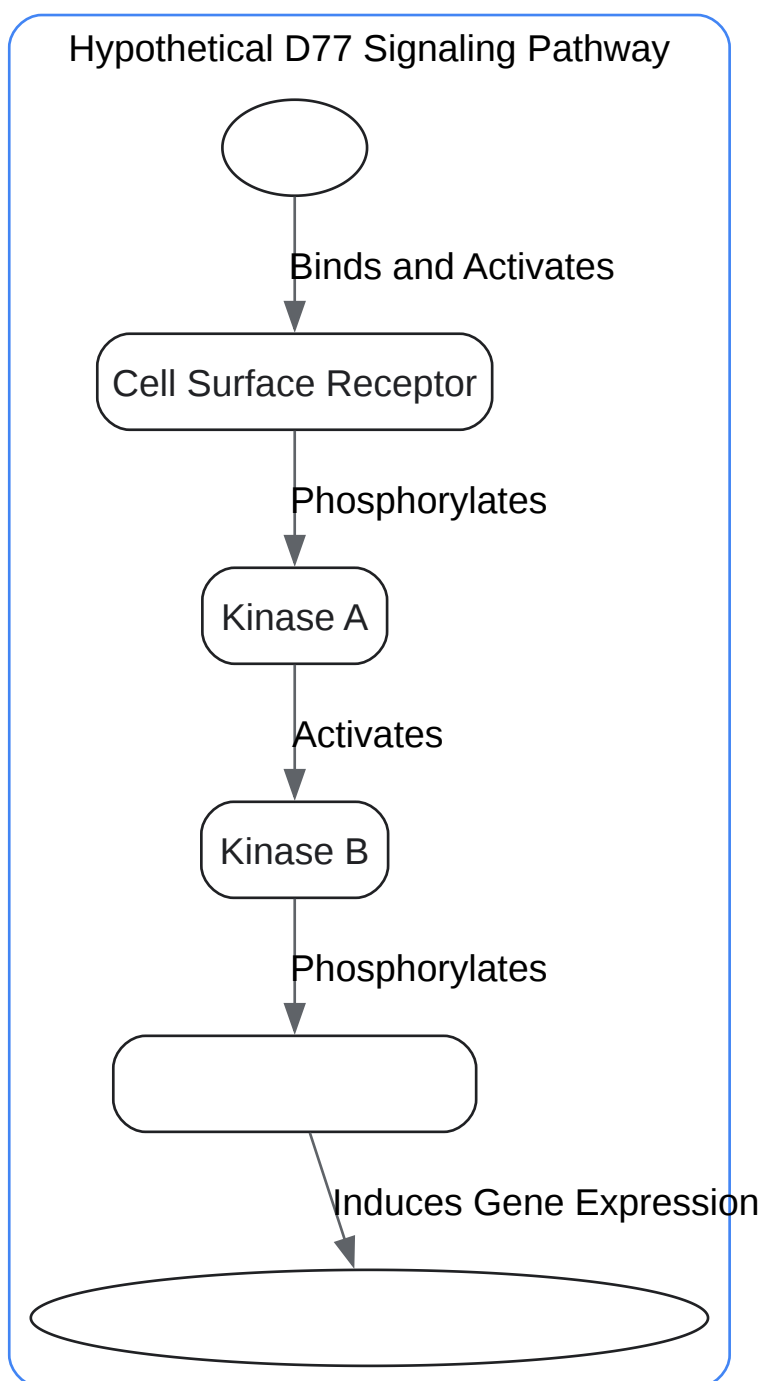 Hypothetical D77 Signaling Pathway
Binds and Activates
Cell Surface Receptor
Phosphorylates
Kinase A
Activates
Kinase B
Phosphorylates
Induces Gene Expression